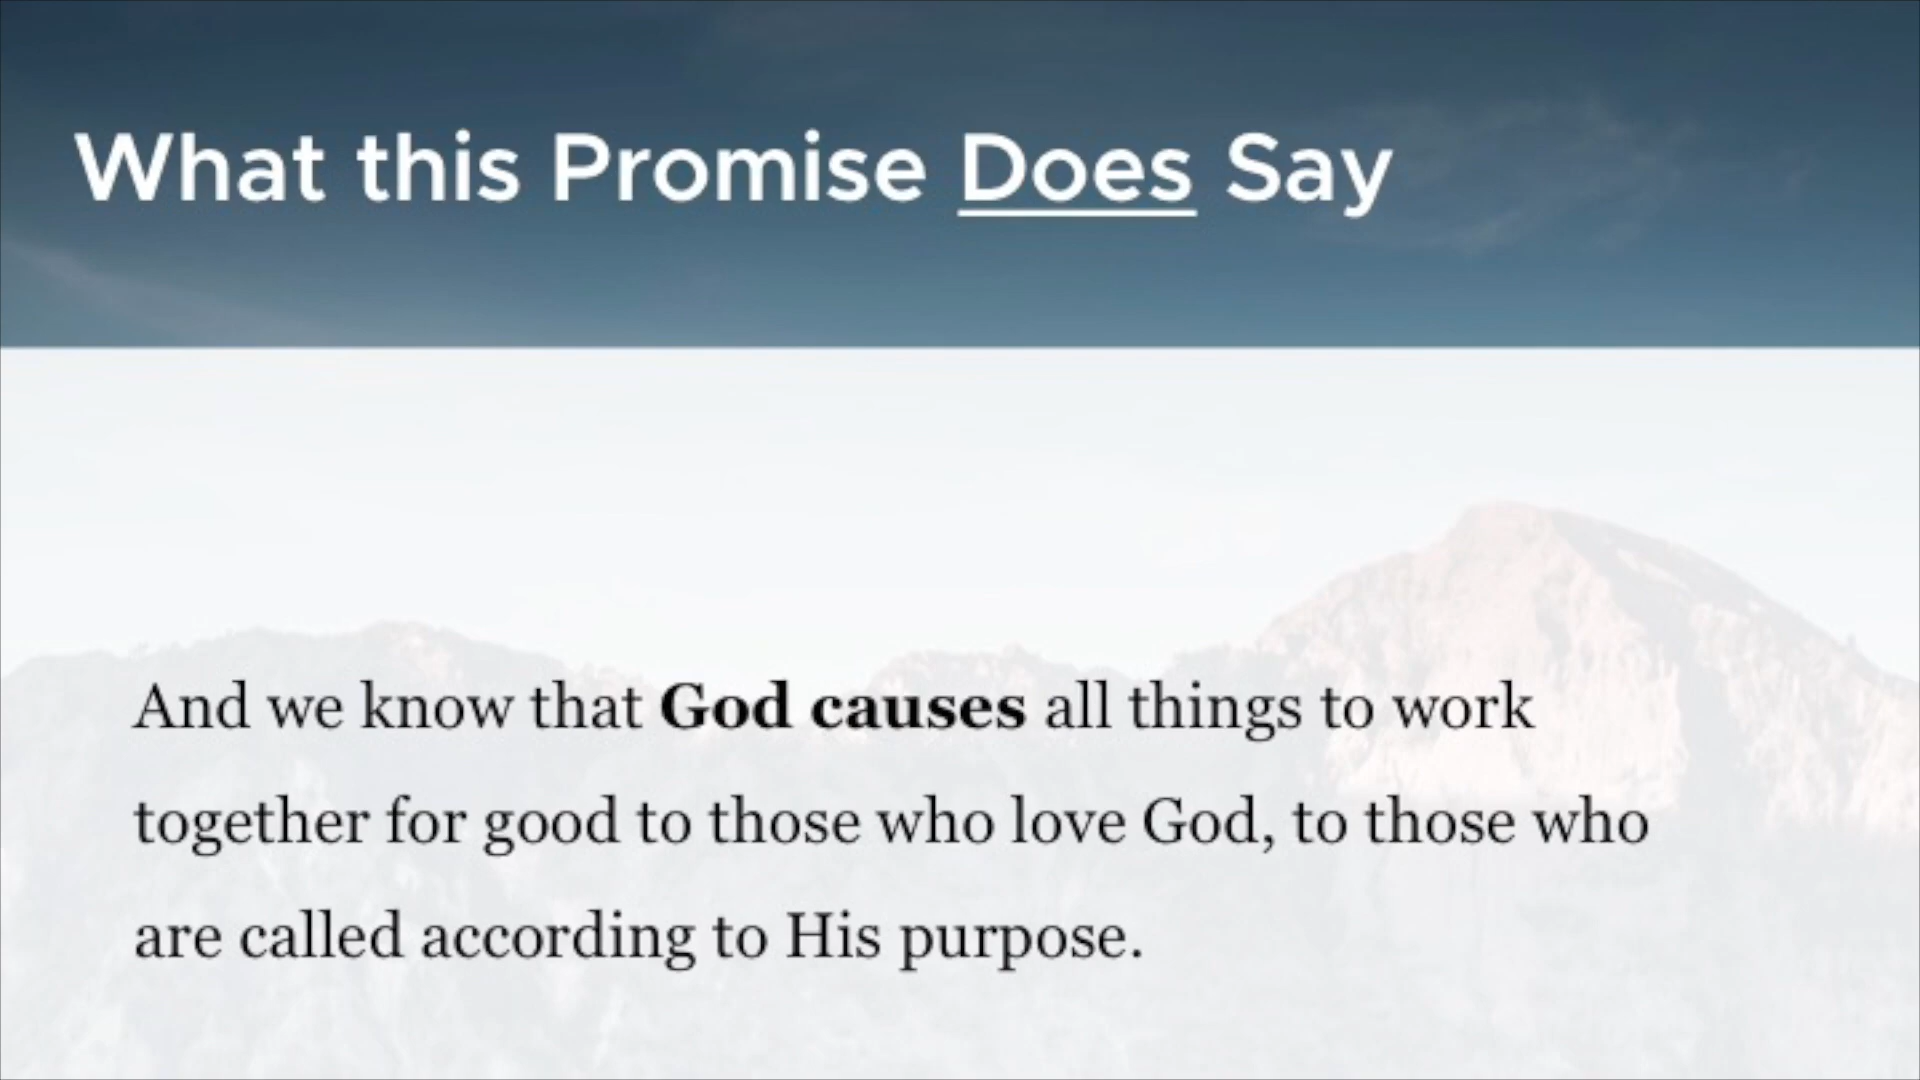 What this Promise Does Say
And we know that God causes all things to work
together for good to those who love God, to those who
are called according to His purpose.